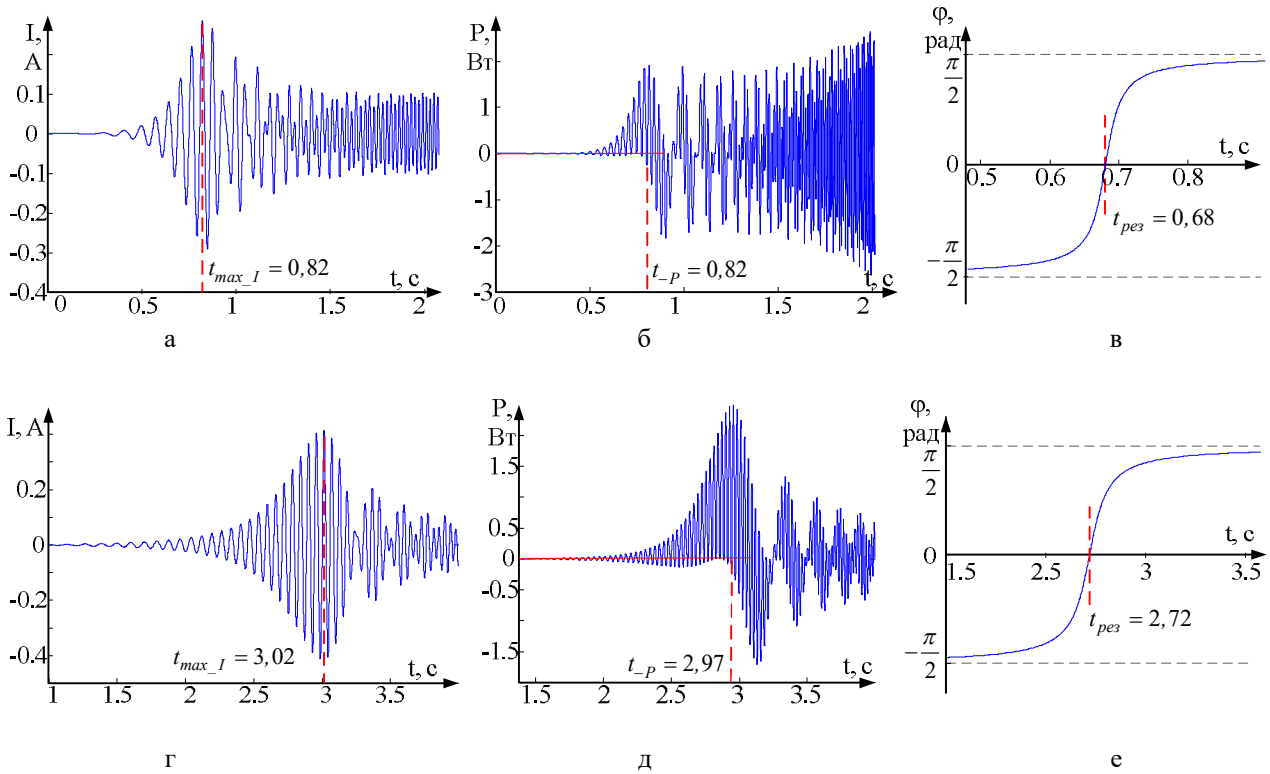 I,
А
0.1
0
-0.1
-0.2
-0.3
-0.4
0
0.5
1
1.5
2
t, с
t_max_I = 0,82
а
P,
Вт
2
1
0
-1
-2
-3
0
0.5
1
1.5
2
t, с
t_-P = 0,82
б
φ,
рад
π/2
0
-π/2
0.5
0.6
0.7
0.8
t, с
t_рез = 0,68
в
I, А
0.2
0
-0.2
-0.4
1
1.5
2
2.5
3
3.5
t, с
t_max_I = 3,02
г
P,
Вт
1.5
1
0.5
0
-0.5
-1.5
1.5
2
2.5
3
3.5
t, с
t_-P = 2,97
д
φ,
рад
π/2
0
-π/2
1.5
2.5
3
3.5
t, с
t_рез = 2,72
е